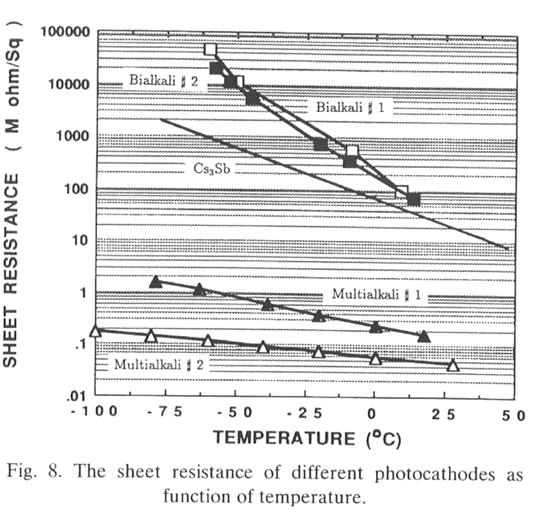 SHEET RESISTANCE ( M ohm/Sq )
100000
10000
1000
100
10
1
.1
.01
Bialkali # 2
Bialkali # 1
Cs₃Sb
Multialkali # 1
Multialkali # 2
-100 -75 -50 -25 0 25 50
TEMPERATURE (°C)
Fig. 8. The sheet resistance of different photocathodes as
function of temperature.